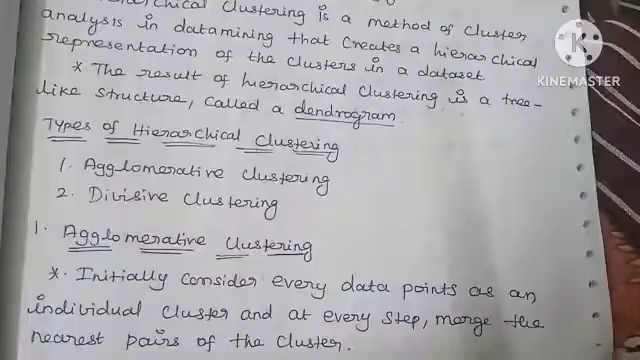 archical Clustering is a method of cluster
analysis in datamining that creates a hierarchical
representation of the clusters in a dataset
* The result of hierarchical clustering is a tree-
like structure, called a dendrogram
Types of Hierarchical Clustering
1. Agglomerative Clustering
2. Divisive Clustering
1. Agglomerative Clustering
*. Initially consider every data points as an
individual cluster and at every step, merge the
nearest pairs of the cluster.
K
KINEMASTER